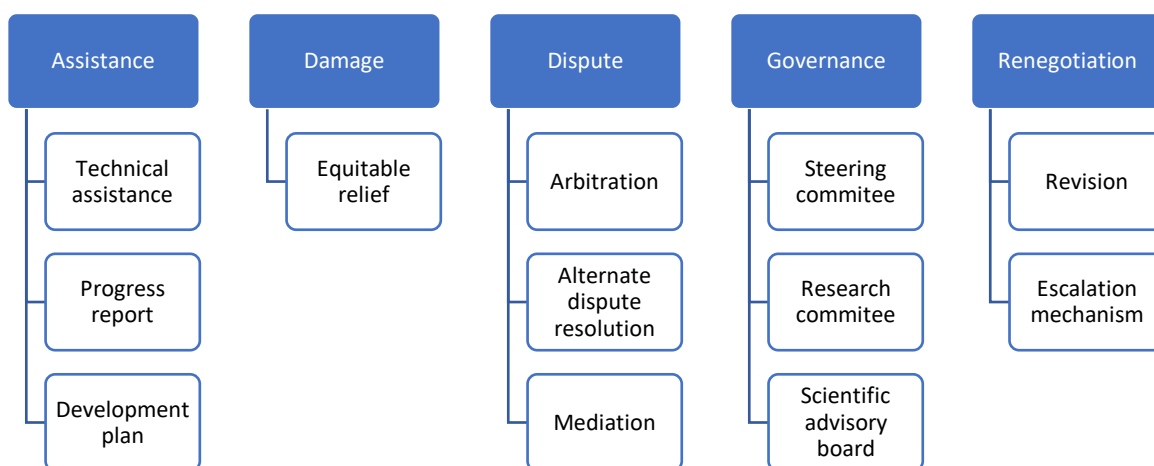 Assistance
Technical
assistance
Progress
report
Development
plan
Damage
Equitable
relief
Dispute
Arbitration
Alternate
dispute
resolution
Mediation
Governance
Steering
commitee
Research
commitee
Scientific
advisory
board
Renegotiation
Revision
Escalation
mechanism